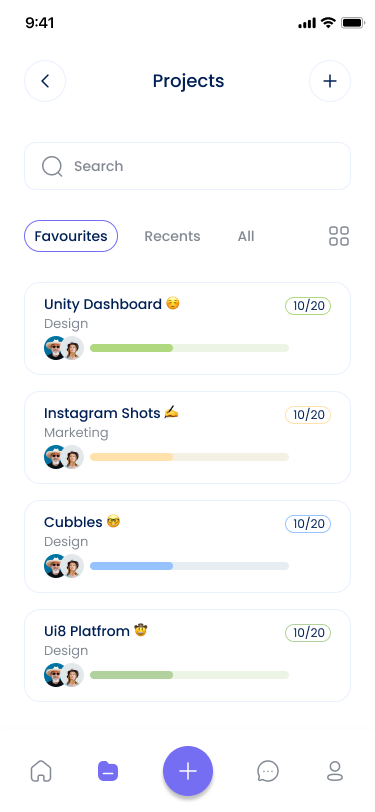 9:41
Projects
Search
Favourites Recents All
Unity Dashboard ☺️ 10/20
Design
Instagram Shots ✍️ 10/20
Marketing
Cubbles 🤓 10/20
Design
Ui8 Platfrom 🤠 10/20
Design